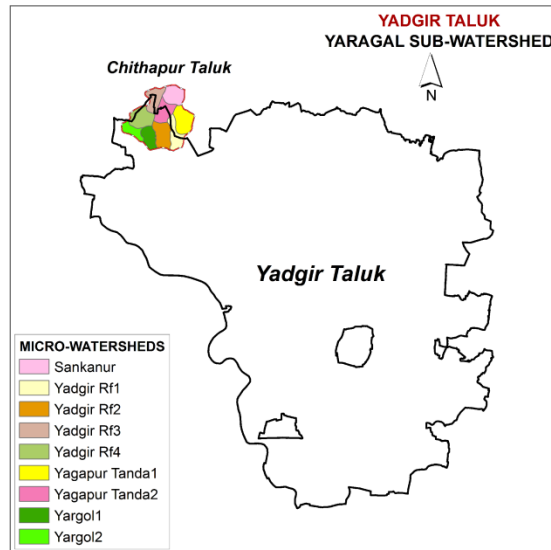 YADGIR TALUK
YARAGAL SUB-WATERSHED
Chithapur Taluk
N
Yadgir Taluk
MICRO-WATERSHEDS
Sankanur
Yadgir Rf1
Yadgir Rf2
Yadgir Rf3
Yadgir Rf4
Yagapur Tanda1
Yagapur Tanda2
Yargol1
Yargol2